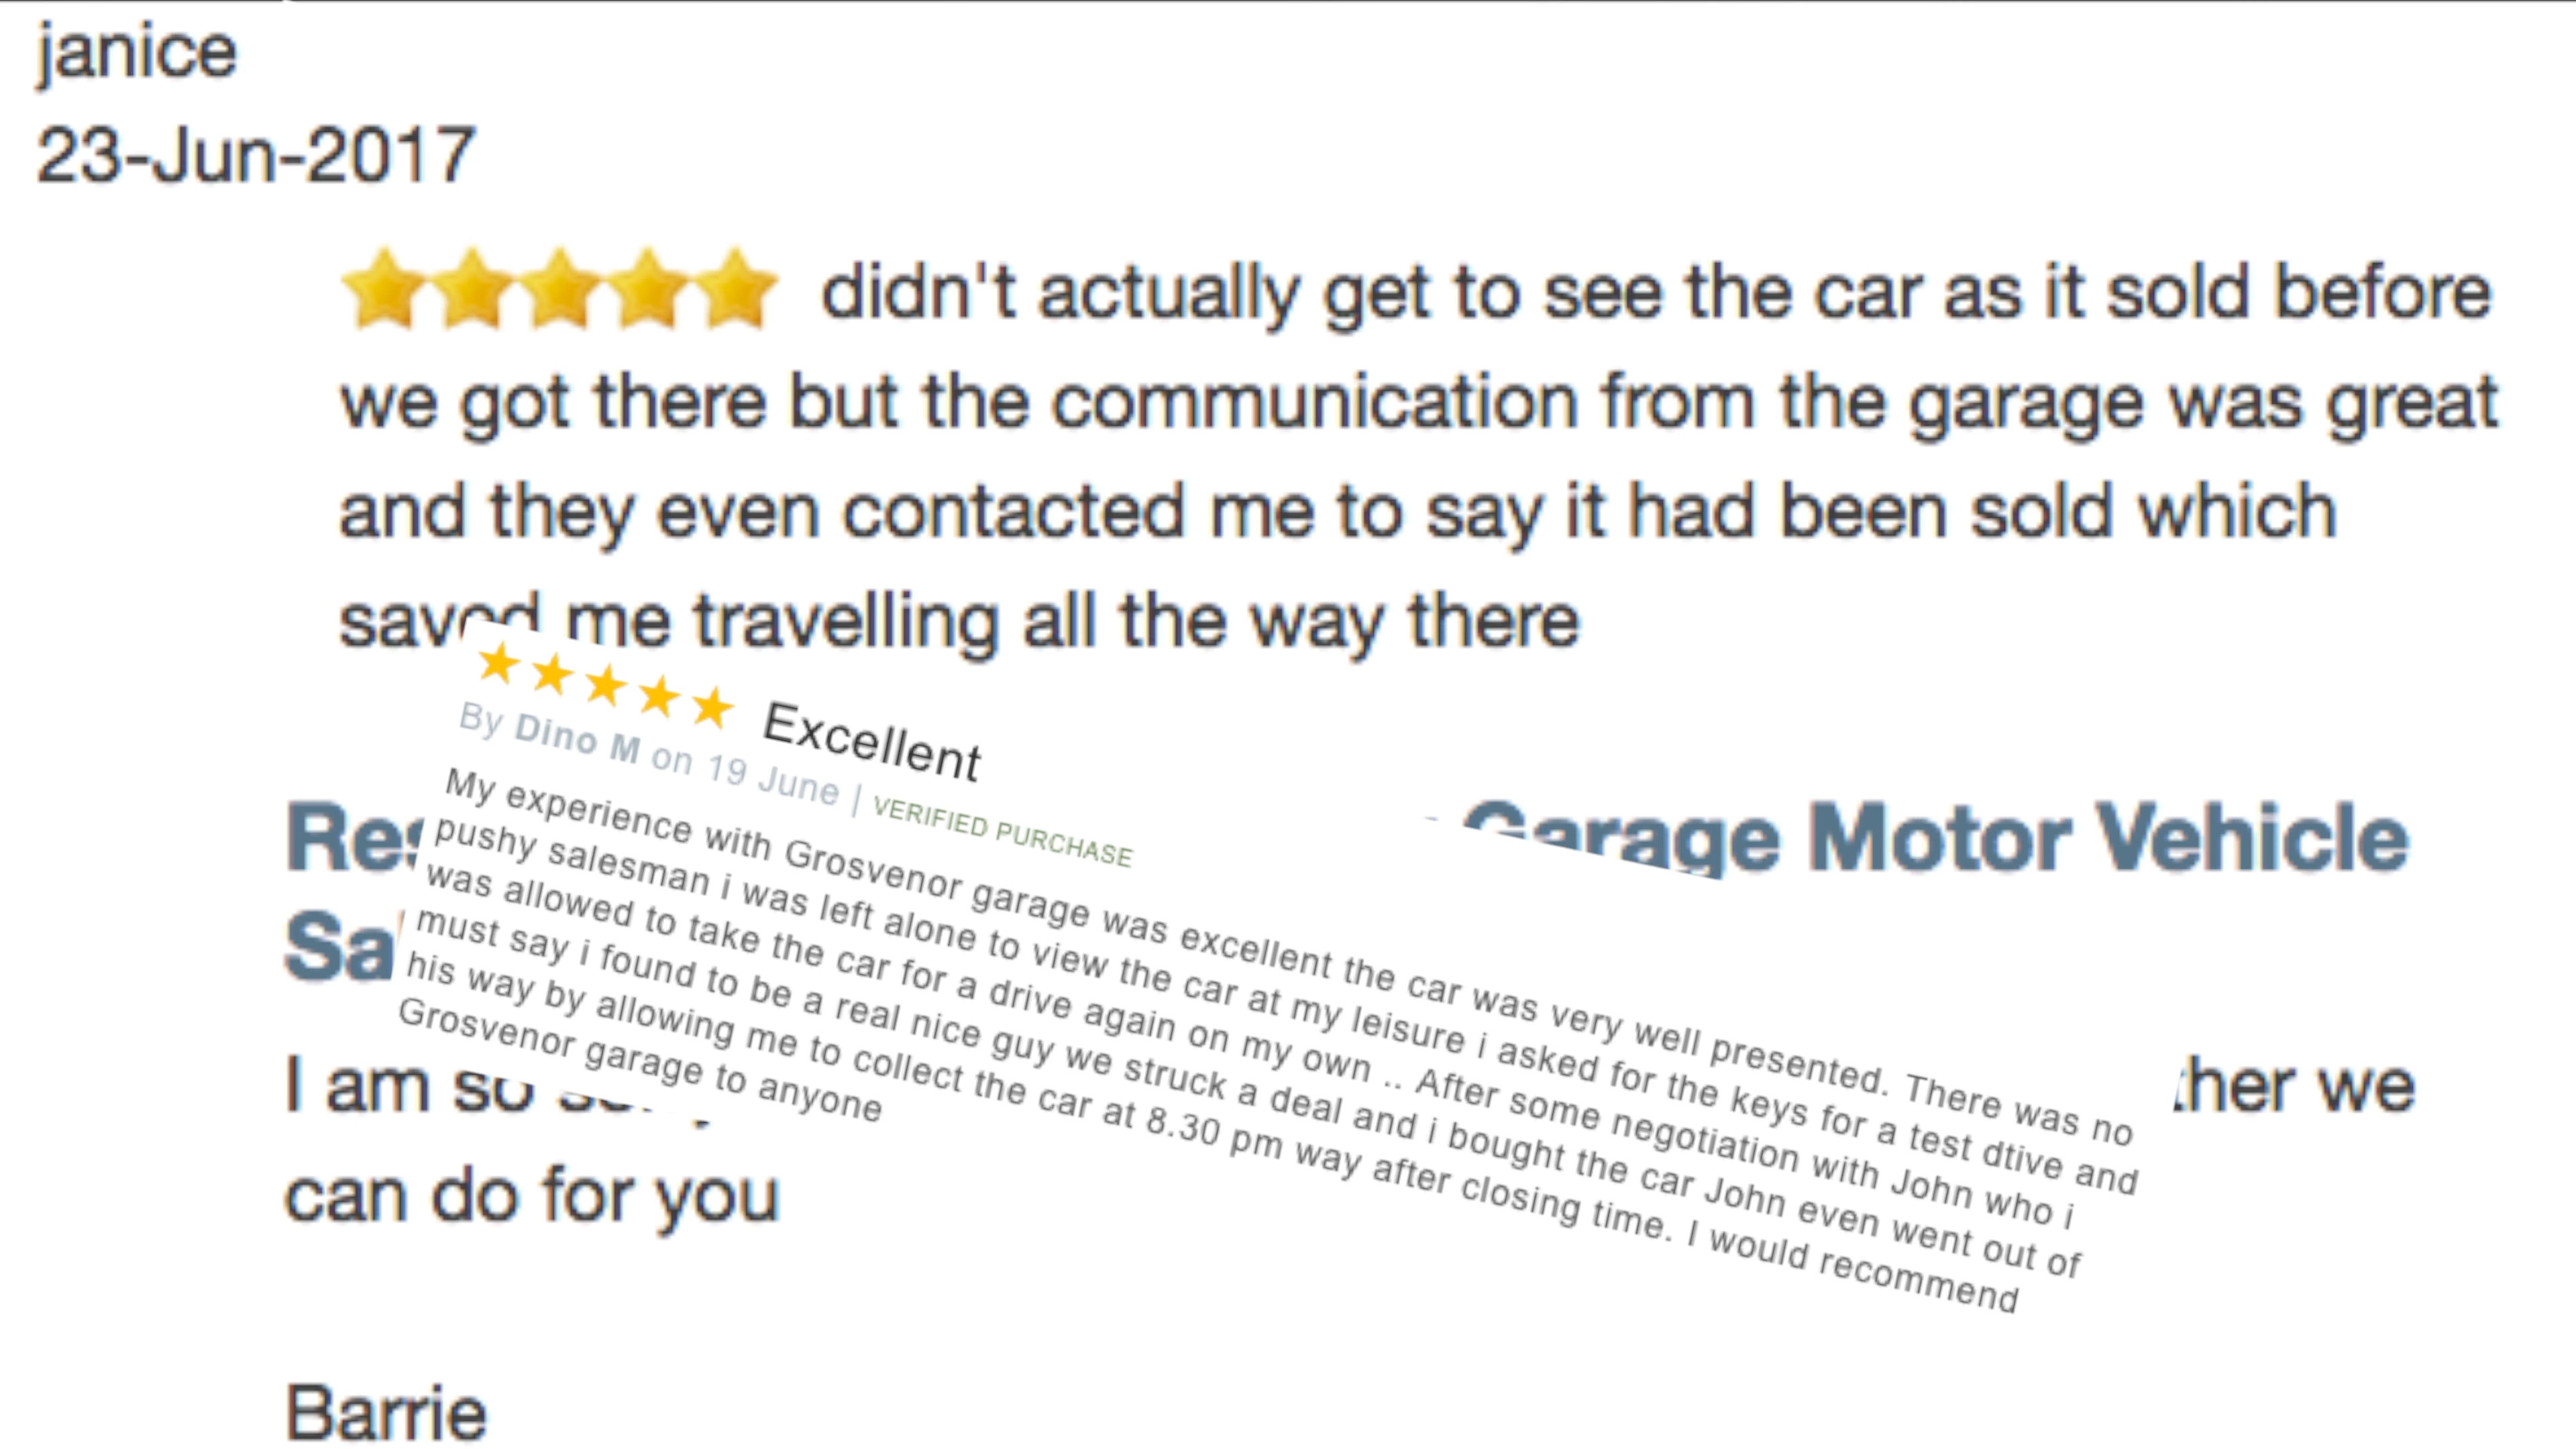 janice
23-Jun-2017
didn't actually get to see the car as it sold before
we got there but the communication from the garage was great
and they even contacted me to say it had been sold which
saved me travelling all the way there
Excellent
By Dino M on 19 June | VERIFIED PURCHASE
My experience with Grosvenor garage was excellent the car was very well presented. There was no
pushy salesman i was left alone to view the car at my leisure i asked for the keys for a test dtive and
was allowed to take the car for a drive again on my own .. After some negotiation with John who i
must say i found to be a real nice guy we struck a deal and i bought the car John even went out of
his way by allowing me to collect the car at 8.30 pm way after closing time. I would recommend
Grosvenor garage to anyone
Garage Motor Vehicle
I am so we
can do for you
Barrie